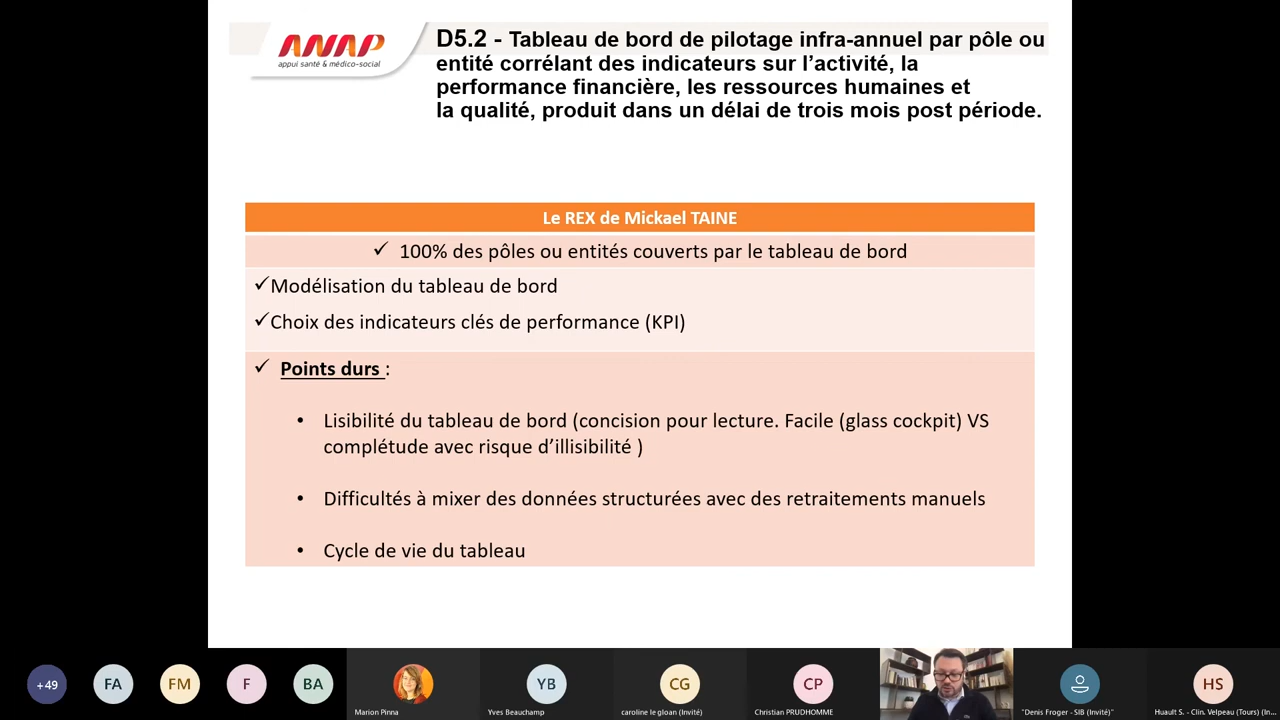 ANAP
appui santé & médico-social
D5.2 - Tableau de bord de pilotage infra-annuel par pôle ou
entité corrélant des indicateurs sur l’activité, la
performance financière, les ressources humaines et
la qualité, produit dans un délai de trois mois post période.
Le REX de Mickael TAINE
✓ 100% des pôles ou entités couverts par le tableau de bord
✓Modélisation du tableau de bord
✓Choix des indicateurs clés de performance (KPI)
✓ Points durs :
• Lisibilité du tableau de bord (concision pour lecture. Facile (glass cockpit) VS
complétude avec risque d’illisibilité )
• Difficultés à mixer des données structurées avec des retraitements manuels
• Cycle de vie du tableau
+49 FA FM F BA YB CG CP HS
Marion Pinna Yves Beauchamp caroline le gloan (Invité) Christian PRUDHOMME "Denis Froger - SIB (Invité)" Huault S. - Clin. Velpeau (Tours) (In...